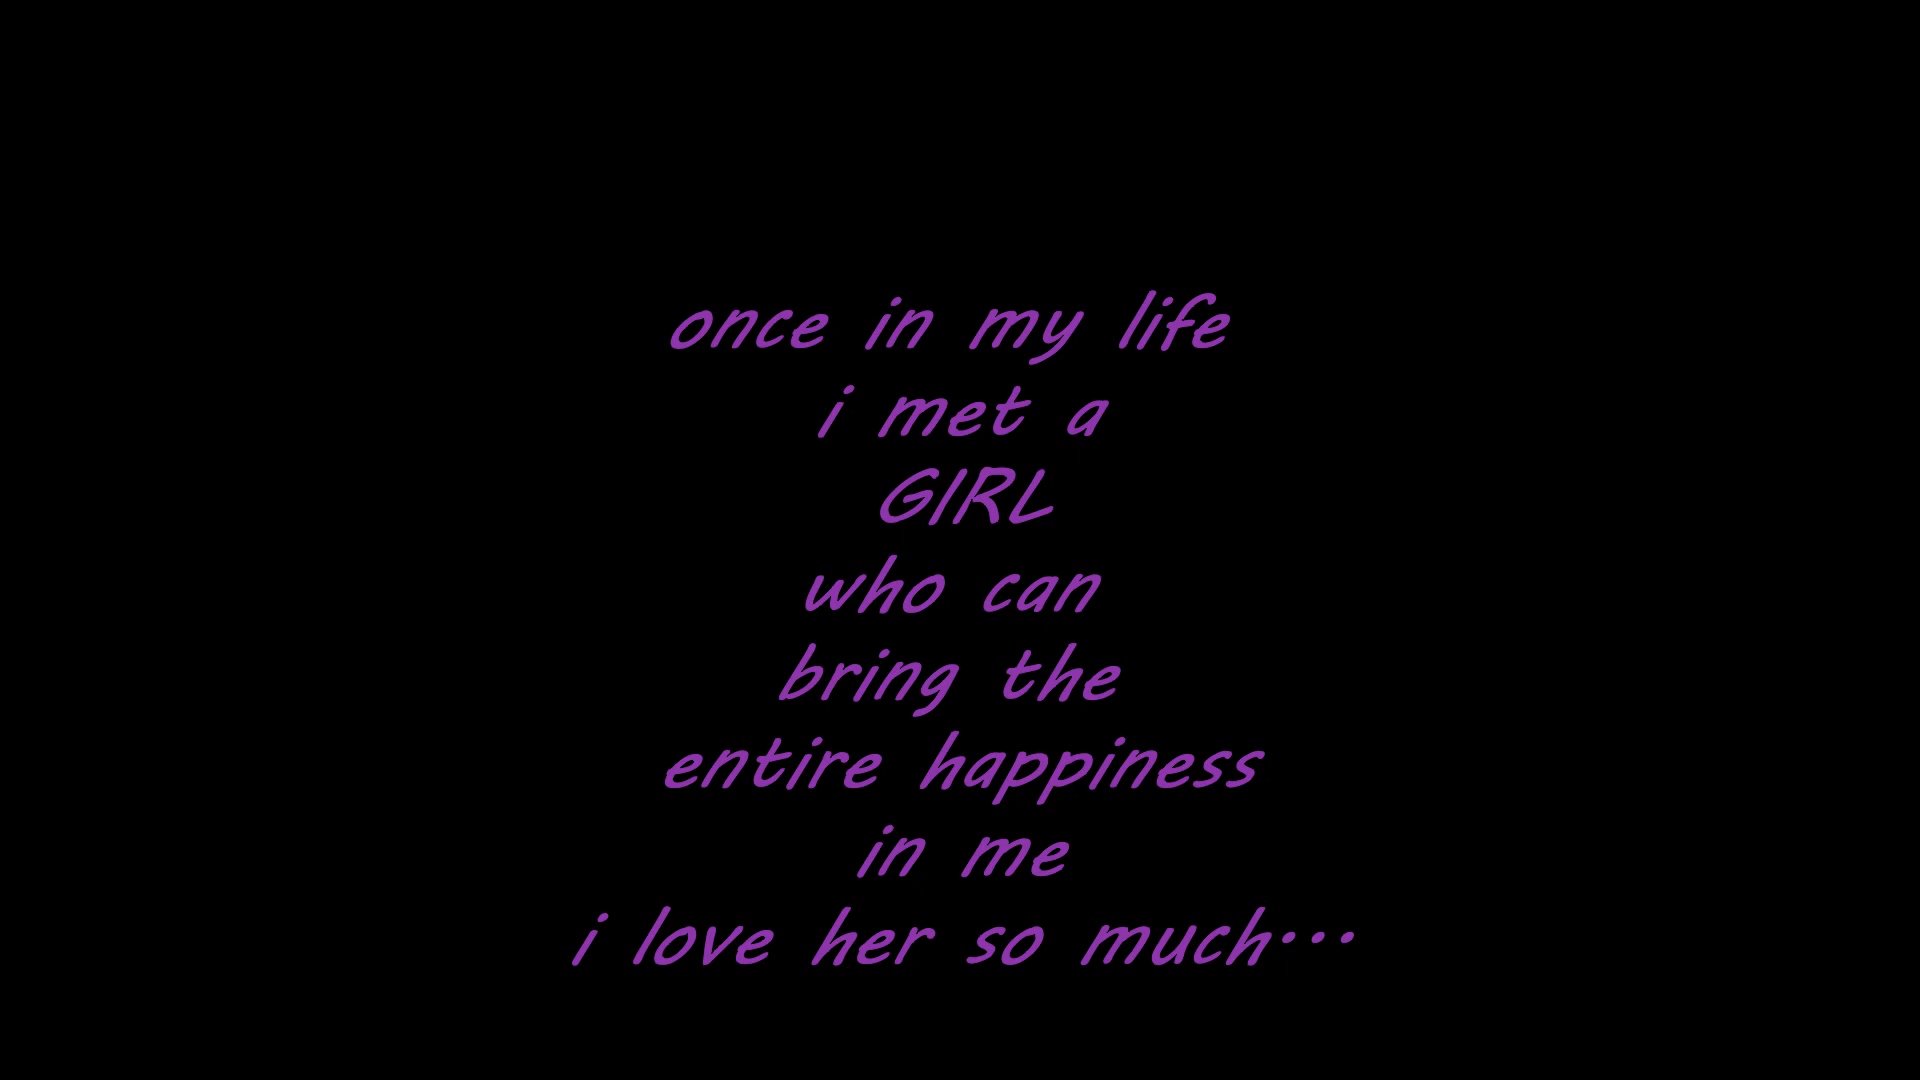 once in my life
i met a
GIRL
who can
bring the
entire happiness
in me
i love her so much...